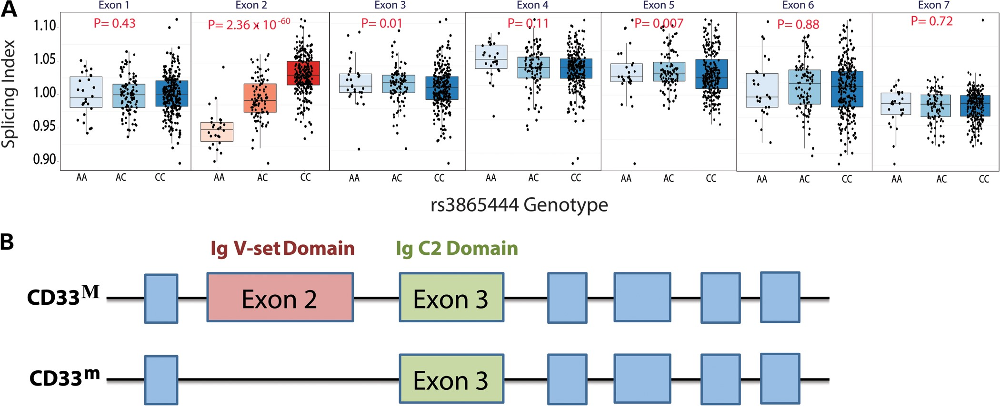 A
Exon 1 Exon 2 Exon 3 Exon 4 Exon 5 Exon 6 Exon 7
P= 0.43 P= 2.36 x 10-60 P= 0.01 P= 0.11 P= 0.007 P= 0.88 P= 0.72
Splicing Index
1.10
1.05
1.00
0.95
0.90
AA AC CC AA AC CC AA AC CC AA AC CC AA AC CC AA AC CC AA AC CC
rs3865444 Genotype
B
Ig V-set Domain Ig C2 Domain
CD33M Exon 2 Exon 3
CD33m Exon 3